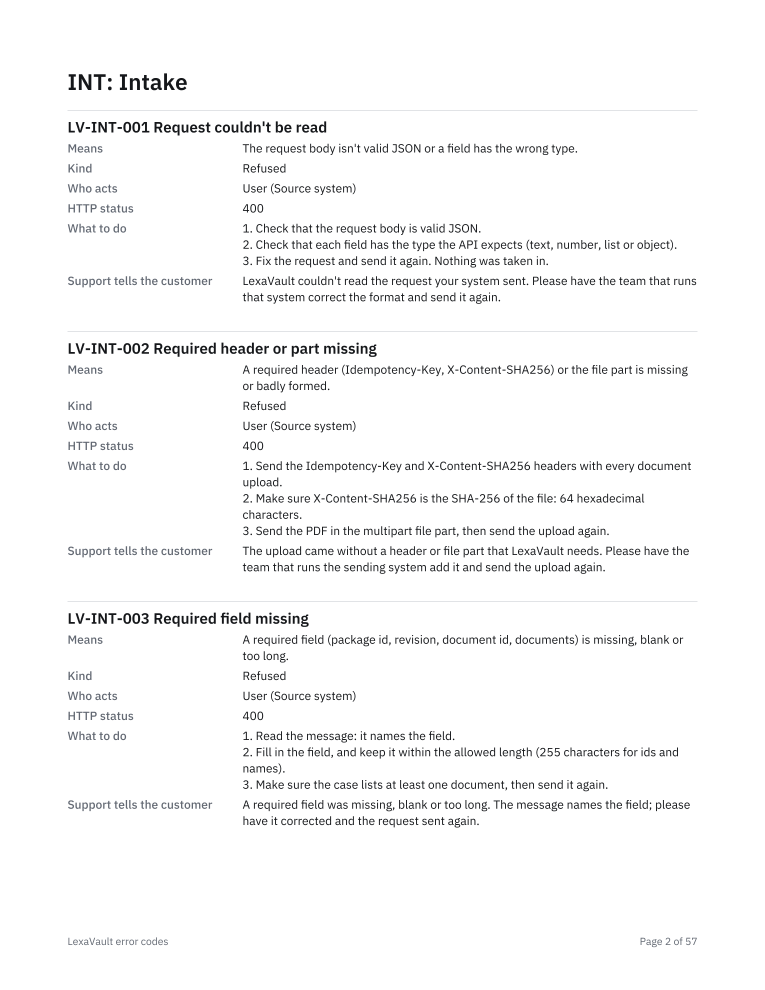 INT: Intake
LV-INT-001 Request couldn't be read
Means The request body isn't valid JSON or a field has the wrong type.
Kind Refused
Who acts User (Source system)
HTTP status 400
What to do 1. Check that the request body is valid JSON.
2. Check that each field has the type the API expects (text, number, list or object).
3. Fix the request and send it again. Nothing was taken in.
Support tells the customer LexaVault couldn't read the request your system sent. Please have the team that runs
that system correct the format and send it again.
LV-INT-002 Required header or part missing
Means A required header (Idempotency-Key, X-Content-SHA256) or the file part is missing
or badly formed.
Kind Refused
Who acts User (Source system)
HTTP status 400
What to do 1. Send the Idempotency-Key and X-Content-SHA256 headers with every document
upload.
2. Make sure X-Content-SHA256 is the SHA-256 of the file: 64 hexadecimal
characters.
3. Send the PDF in the multipart file part, then send the upload again.
Support tells the customer The upload came without a header or file part that LexaVault needs. Please have the
team that runs the sending system add it and send the upload again.
LV-INT-003 Required field missing
Means A required field (package id, revision, document id, documents) is missing, blank or
too long.
Kind Refused
Who acts User (Source system)
HTTP status 400
What to do 1. Read the message: it names the field.
2. Fill in the field, and keep it within the allowed length (255 characters for ids and
names).
3. Make sure the case lists at least one document, then send it again.
Support tells the customer A required field was missing, blank or too long. The message names the field; please
have it corrected and the request sent again.
LexaVault error codes Page 2 of 57